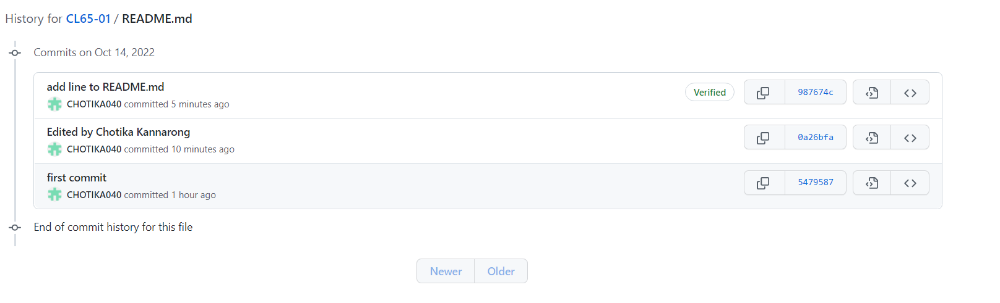 History for CL65-01 / README.md
Commits on Oct 14, 2022
add line to README.md
CHOTIKA040 committed 5 minutes ago
Verified
987674c
Edited by Chotika Kannarong
CHOTIKA040 committed 10 minutes ago
0a26bfa
first commit
CHOTIKA040 committed 1 hour ago
5479587
End of commit history for this file
Newer Older